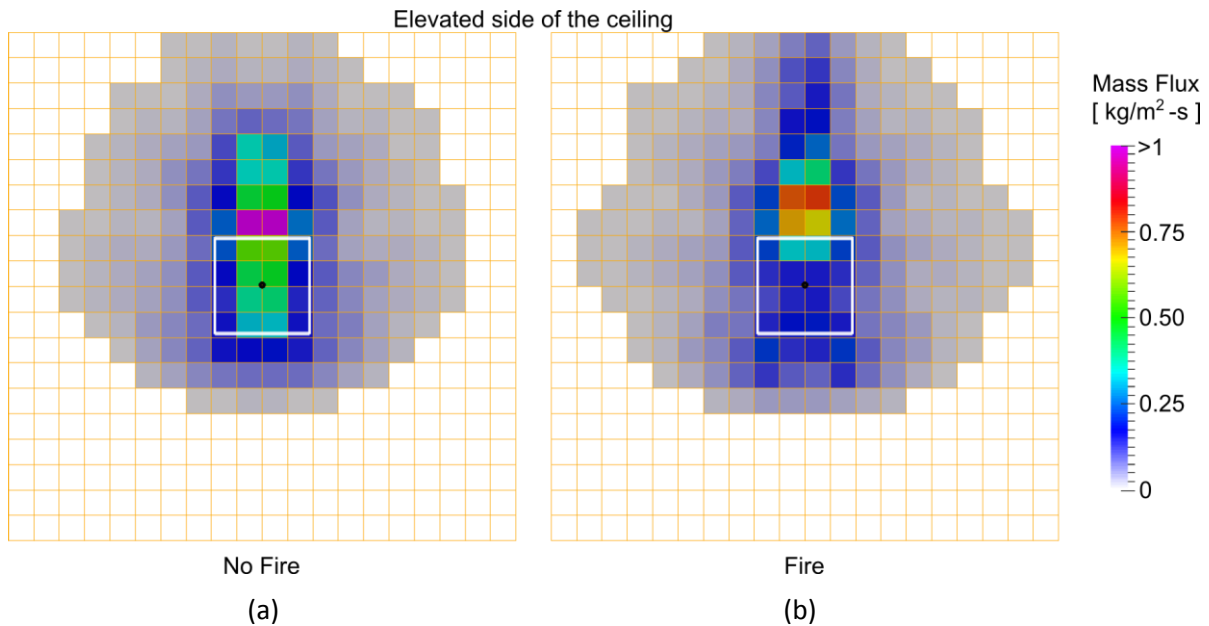 Elevated side of the ceiling
Mass Flux
[ kg/m² -s ]
>1
0.75
0.50
0.25
0
No Fire
Fire
(a)
(b)